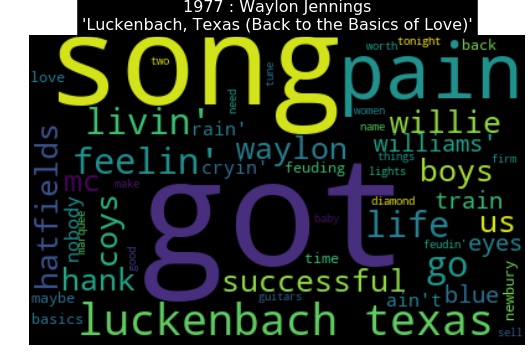 1977 : Waylon Jennings
'Luckenbach, Texas (Back to the Basics of Love)'
song
pain
two
tune
worth
tonight
back
love
need
women
livin'
rain'
name
willie
hatfields
feelin'
cryin'
waylon
feuding
williams'
things
firm
lights
boys
mc
make
nobody
marquee
coys
good
got
baby
diamond
train
life
feudin'
us
eyes
time
go
hank
successful
newbury
maybe
guitars
ain't
blue
basics
luckenbach texas
sell